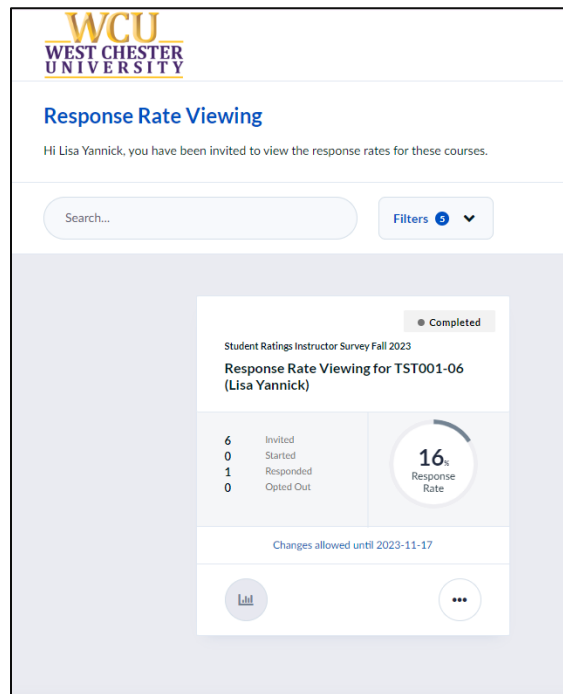 WCU
WEST CHESTER
UNIVERSITY
Response Rate Viewing
Hi Lisa Yannick, you have been invited to view the response rates for these courses.
Search...
Filters 5
Completed
Student Ratings Instructor Survey Fall 2023
Response Rate Viewing for TST001-06
(Lisa Yannick)
6 Invited
0 Started
1 Responded
0 Opted Out
16%
Response
Rate
Changes allowed until 2023-11-17